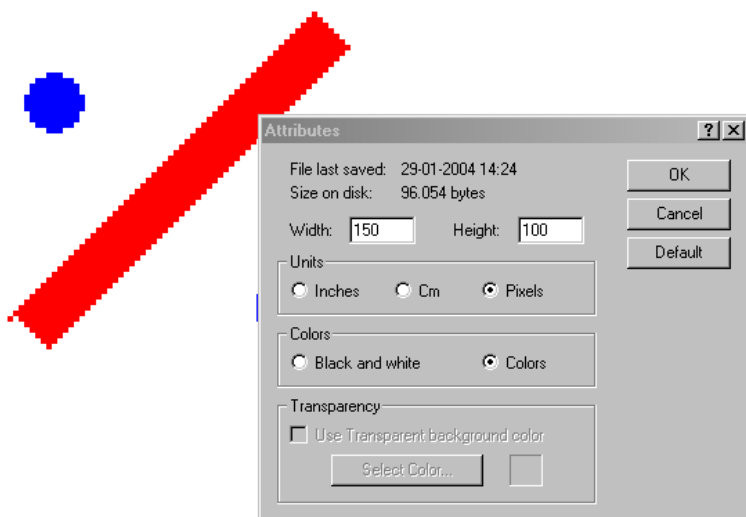 Attributes
File last saved: 29-01-2004 14:24
Size on disk: 96.054 bytes
OK
Width: 150 Height: 100
Cancel
Default
Units
Inches Cm Pixels
Colors
Black and white Colors
Transparency
Use Transparent background color
Select Color...